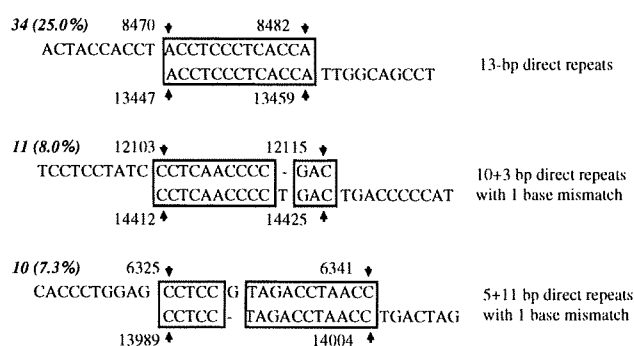 34 (25.0%) 8470 8482
ACTACCACCT ACCTCCCTCACCA
ACCTCCCTCACCA TTGGCAGCCT
13447 13459
13-bp direct repeats
11 (8.0%) 12103 12115
TCCTCCTATC CCTCAACCCC - GAC
CCTCAACCCC T GAC TGACCCCCAT
14412 14425
10+3 bp direct repeats
with 1 base mismatch
10 (7.3%) 6325 6341
CACCCTGGAG CCTCC G TAGACCTAACC
CCTCC - TAGACCTAACC TGACTAG
13989 14004
5+11 bp direct repeats
with 1 base mismatch